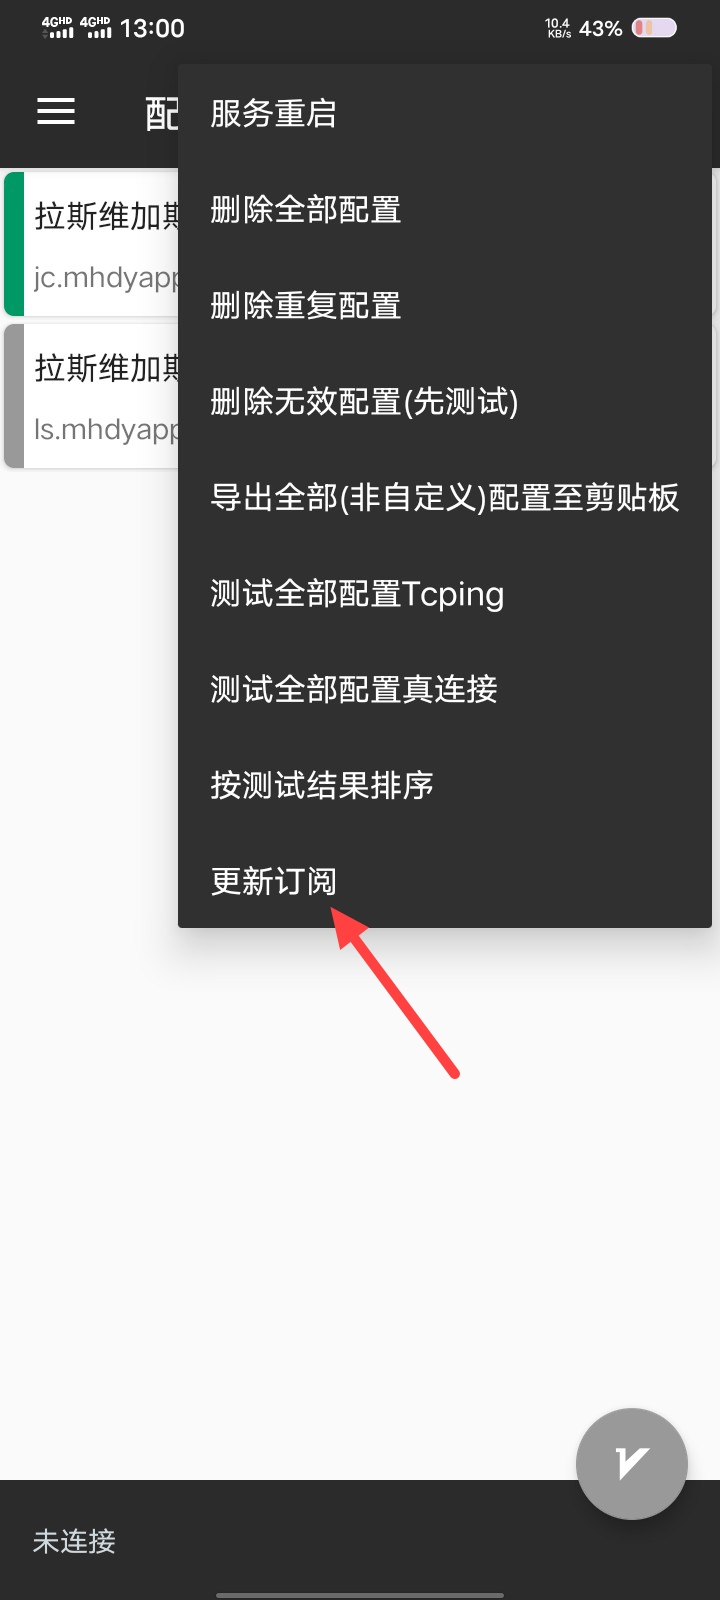 4GHD 4GHD 13:00 10.4 KB/s 43%
配
服务重启
拉斯维加
删除全部配置
jc.mhdyapp
删除重复配置
拉斯维加
删除无效配置(先测试)
ls.mhdyapp
导出全部(非自定义)配置至剪贴板
测试全部配置Tcping
测试全部配置真连接
按测试结果排序
更新订阅
未连接